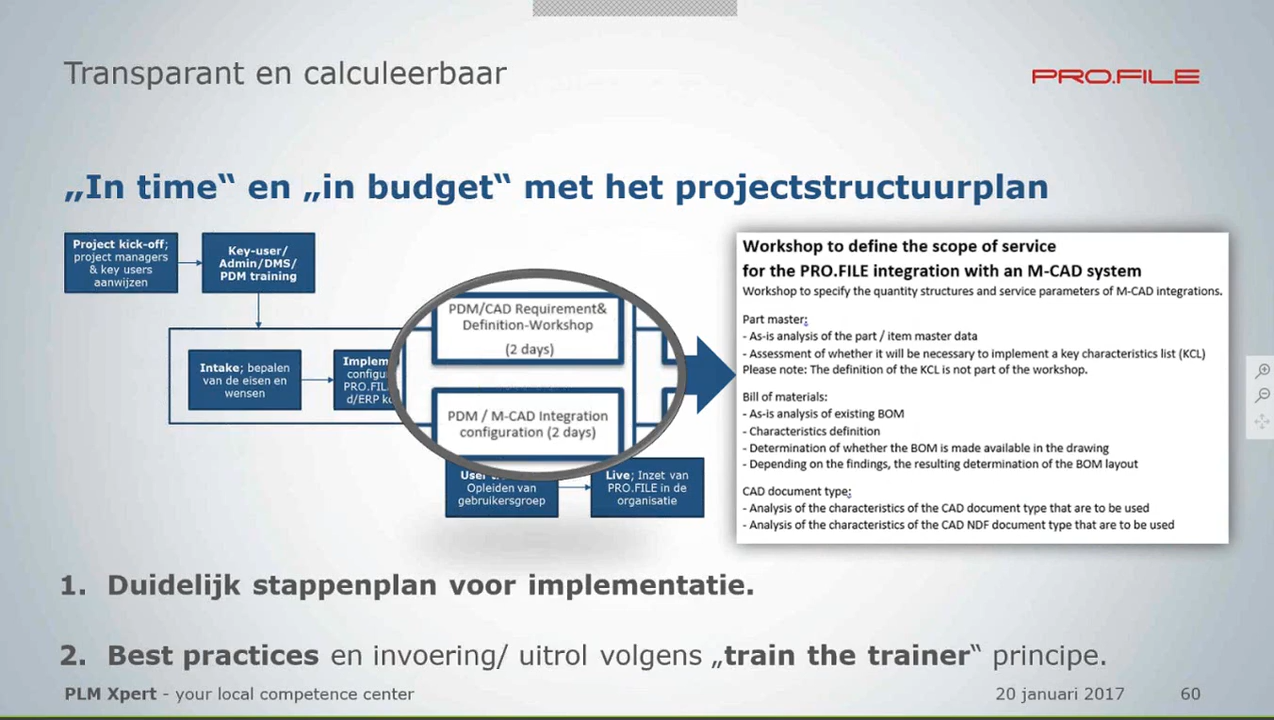 Transparant en calculeerbaar
PRO.FILE
„In time“ en „in budget“ met het projectstructuurplan
Project kick-off;
project managers
& key users
aanwijzen
Key-user/
Admin/DMS/
PDM training
Intake; bepalen
van de eisen en
wensen
Implem
configu
PRO.FIL
d/ERP k
PDM/CAD Requirement&
Definition-Workshop
(2 days)
PDM / M-CAD Integration
configuration (2 days)
User
Opleiden van
gebruikersgroep
Live; Inzet van
PRO.FILE in de
organisatie
Workshop to define the scope of service
for the PRO.FILE integration with an M-CAD system
Workshop to specify the quantity structures and service parameters of M-CAD integrations.
Part master:
- As-is analysis of the part / item master data
- Assessment of whether it will be necessary to implement a key characteristics list (KCL)
Please note: The definition of the KCL is not part of the workshop.
Bill of materials:
- As-is analysis of existing BOM
- Characteristics definition
- Determination of whether the BOM is made available in the drawing
- Depending on the findings, the resulting determination of the BOM layout
CAD document type:
- Analysis of the characteristics of the CAD document type that are to be used
- Analysis of the characteristics of the CAD NDF document type that are to be used
1. Duidelijk stappenplan voor implementatie.
2. Best practices en invoering/ uitrol volgens „train the trainer“ principe.
PLM Xpert - your local competence center
20 januari 2017
60